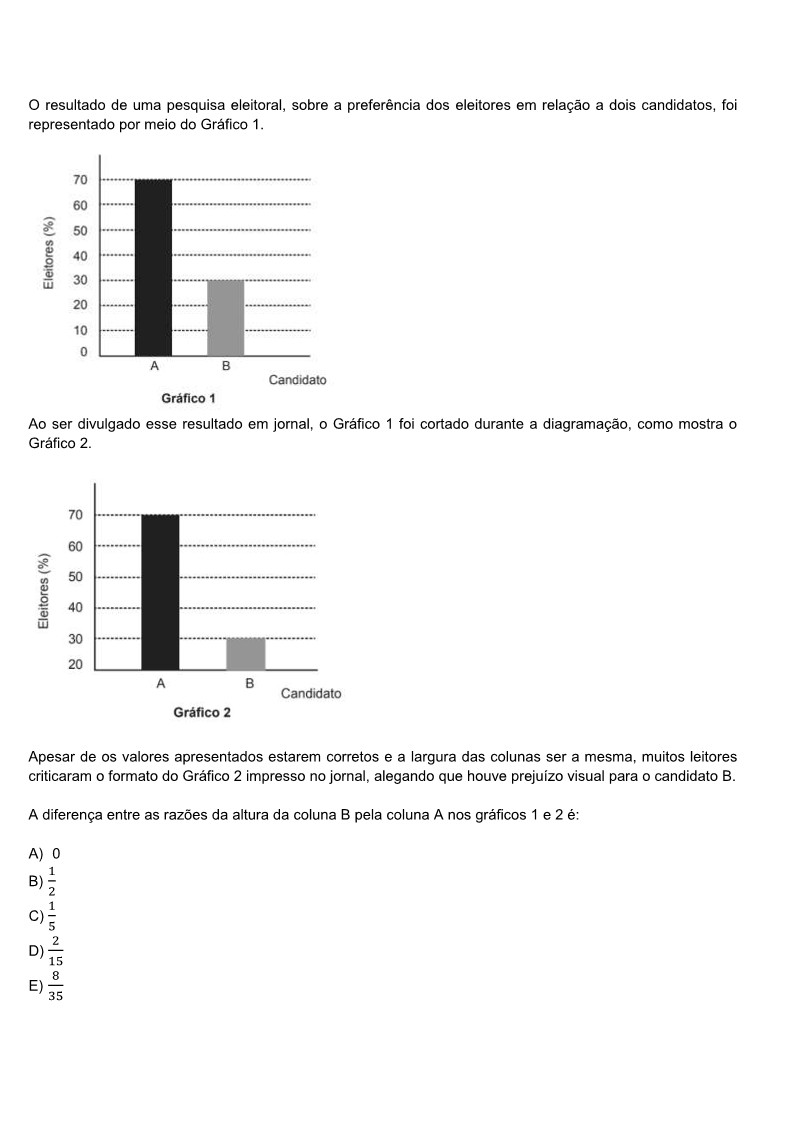 O resultado de uma pesquisa eleitoral, sobre a preferência dos eleitores em relação a dois candidatos, foi
representado por meio do Gráfico 1.
Eleitores (%)
70
60
50
40
30
20
10
0
A B
Candidato
Gráfico 1
Ao ser divulgado esse resultado em jornal, o Gráfico 1 foi cortado durante a diagramação, como mostra o
Gráfico 2.
Eleitores (%)
70
60
50
40
30
20
A B
Candidato
Gráfico 2
Apesar de os valores apresentados estarem corretos e a largura das colunas ser a mesma, muitos leitores
criticaram o formato do Gráfico 2 impresso no jornal, alegando que houve prejuízo visual para o candidato B.
A diferença entre as razões da altura da coluna B pela coluna A nos gráficos 1 e 2 é:
A) 0
B) 1/2
C) 1/5
D) 2/15
E) 8/35